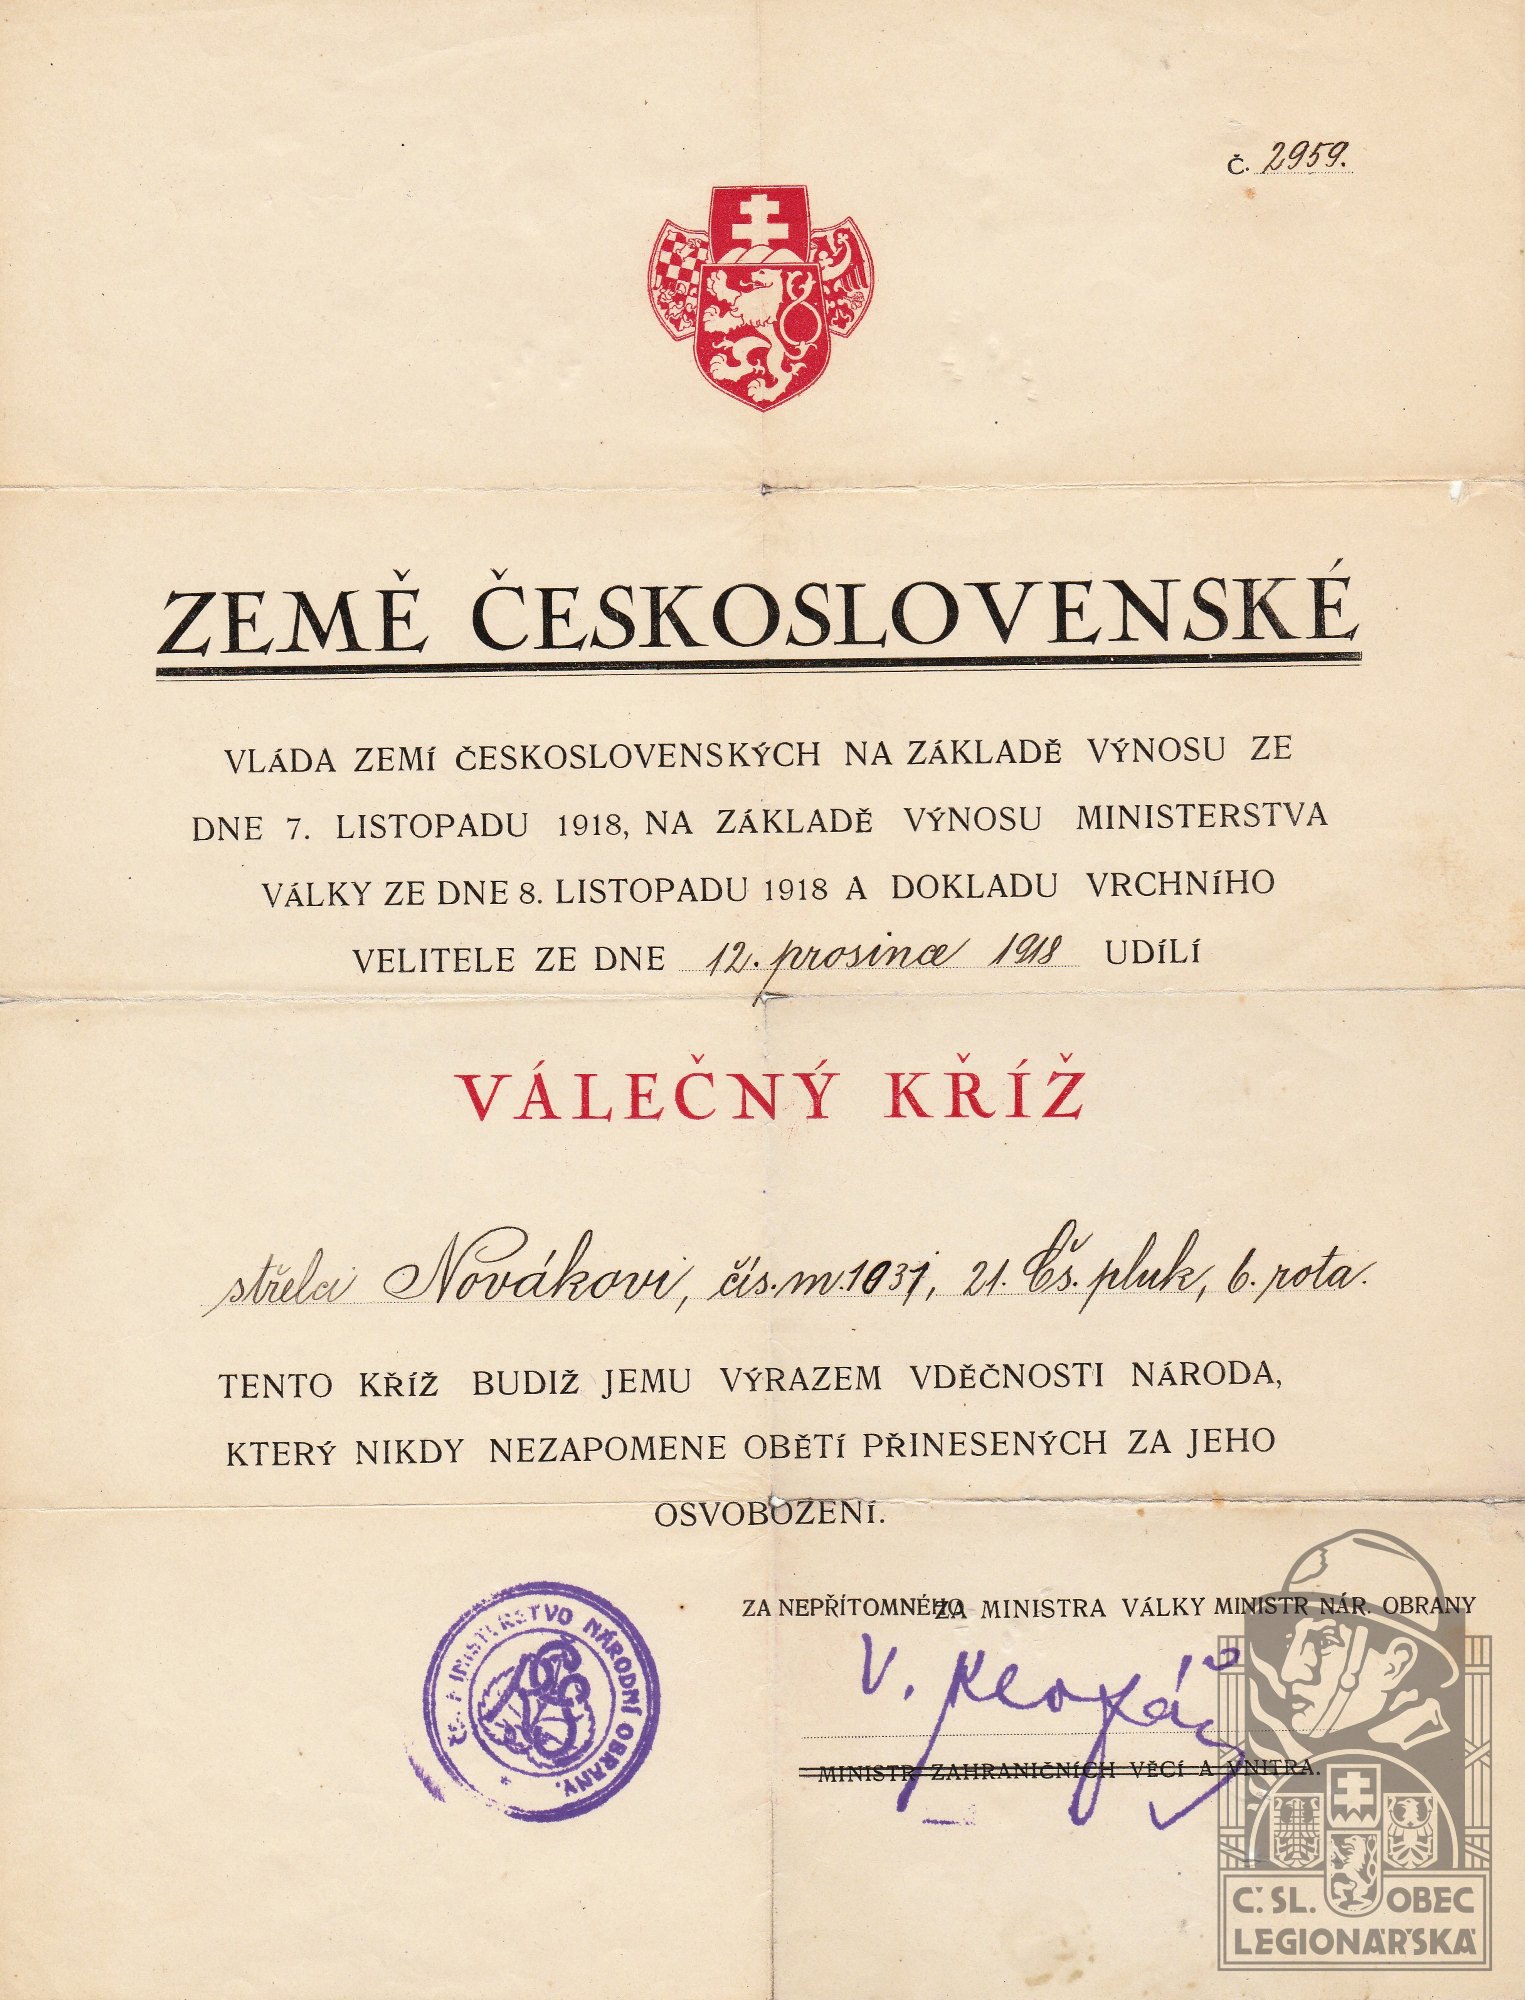 Č. 2959.
ZEMĚ ČESKOSLOVENSKÉ
VLÁDA ZEMÍ ČESKOSLOVENSKÝCH NA ZÁKLADĚ VÝNOSU ZE
DNE 7. LISTOPADU 1918, NA ZÁKLADĚ VÝNOSU MINISTERSTVA
VÁLKY ZE DNE 8. LISTOPADU 1918 A DOKLADU VRCHNÍHO
VELITELE ZE DNE 12. prosince 1918 UDÍLÍ
VÁLEČNÝ KŘÍŽ
střelci Novákovi, čís. m. 1031, 21. Čs. pluk, 6. rota.
TENTO KŘÍŽ BUDIŽ JEMU VÝRAZEM VDĚČNOSTI NÁRODA,
KTERÝ NIKDY NEZAPOMENE OBĚTÍ PŘINESENÝCH ZA JEHO
OSVOBOZENÍ.
ZA NEPŘÍTOMNÉHO ZA MINISTRA VÁLKY MINISTR NÁR. OBRANY
V. Klofáč
MINISTR ZAHRANIČNÍCH VĚCÍ A VNITRA.
MINISTERSTVO NÁRODNÍ OBRANY.
Č.SL. OBEC
LEGIONÁŘSKÁ